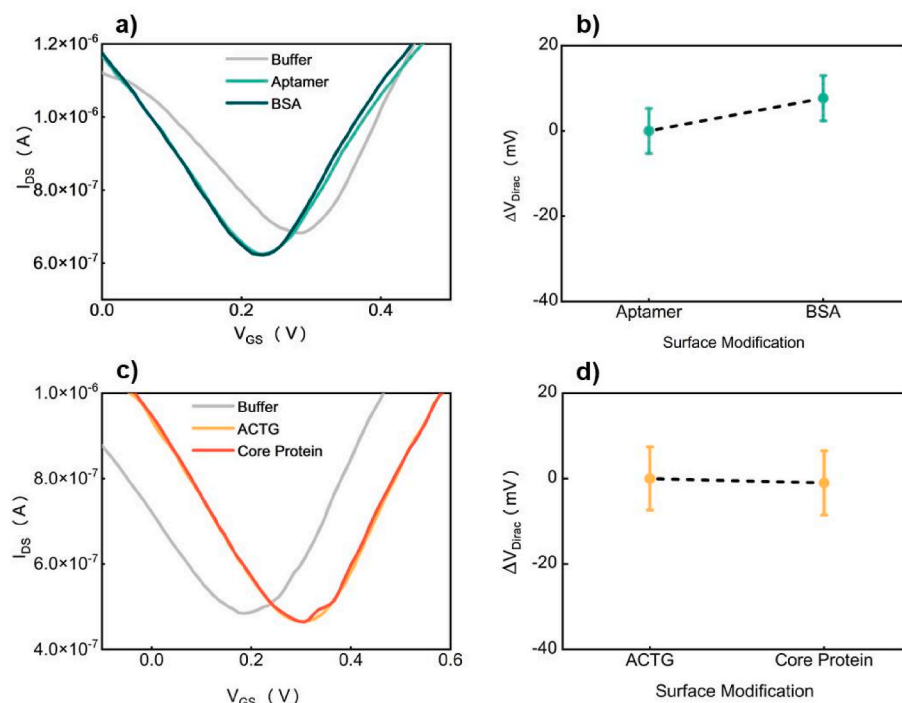 a)
1.2×10⁻⁶
1.0×10⁻⁶
8.0×10⁻⁷
6.0×10⁻⁷
I_DS (A)
Buffer
Aptamer
BSA
0.0
0.2
0.4
V_GS (V)
b)
20
0
-20
-40
ΔV_Dirac (mV)
Aptamer
BSA
Surface Modification
c)
1.0×10⁻⁶
8.0×10⁻⁷
6.0×10⁻⁷
4.0×10⁻⁷
I_DS (A)
Buffer
ACTG
Core Protein
0.0
0.2
0.4
0.6
V_GS (V)
d)
20
0
-20
-40
ΔV_Dirac (mV)
ACTG
Core Protein
Surface Modification